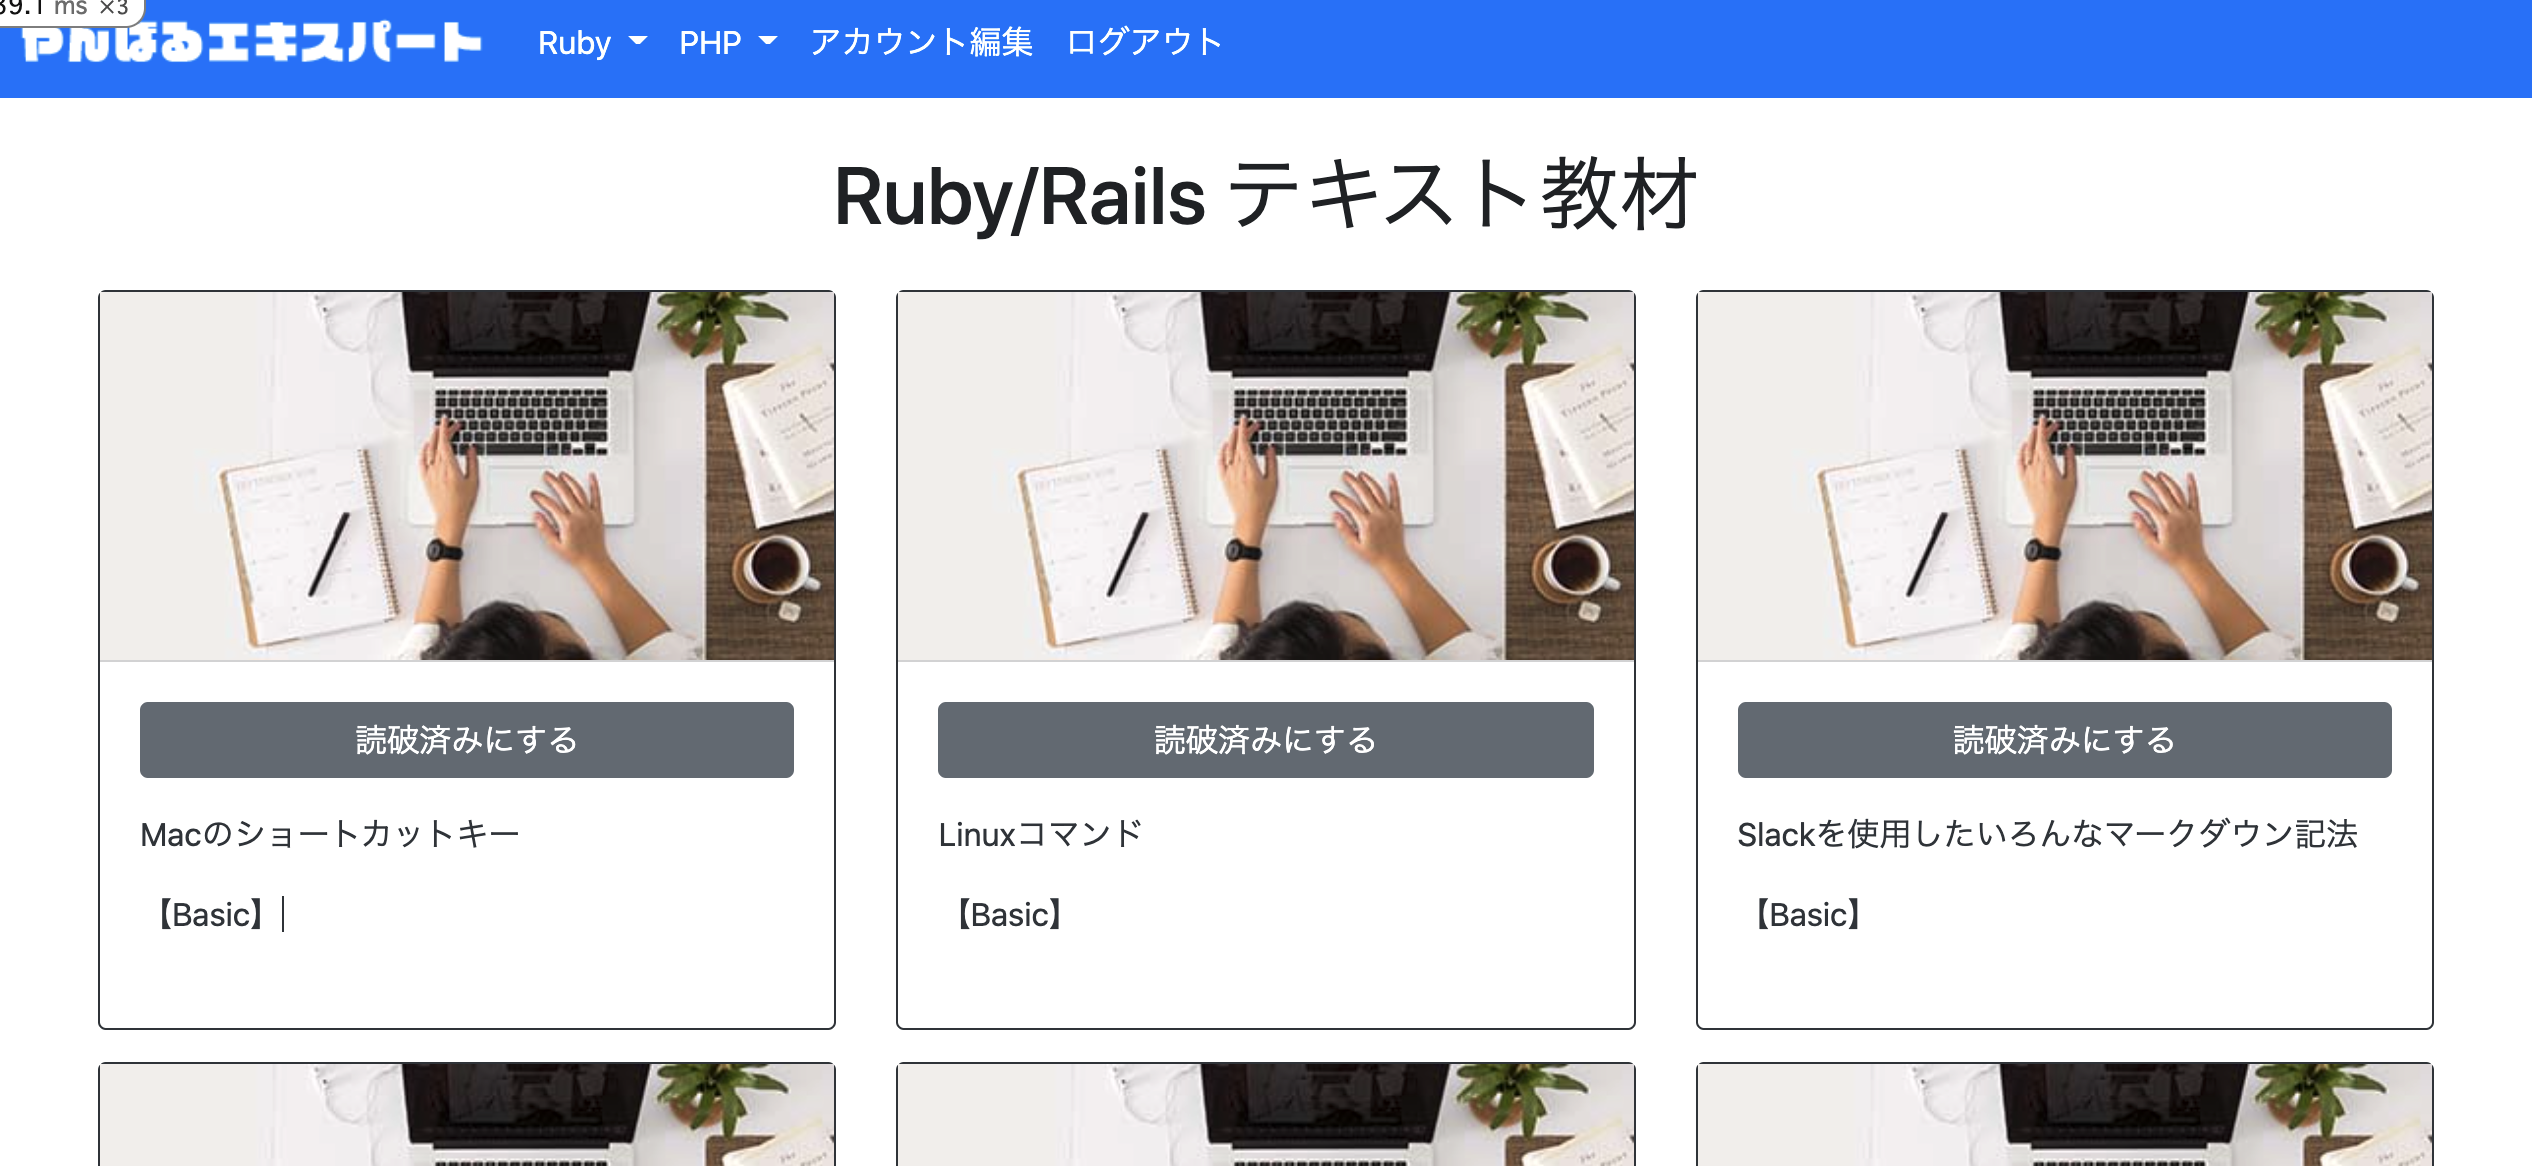 39.1 ms ×3
やんばるエキスパート
Ruby PHP アカウント編集 ログアウト
Ruby/Rails テキスト教材
読破済みにする 読破済みにする 読破済みにする
Macのショートカットキー Linuxコマンド Slackを使用したいろんなマークダウン記法
【Basic】 【Basic】 【Basic】